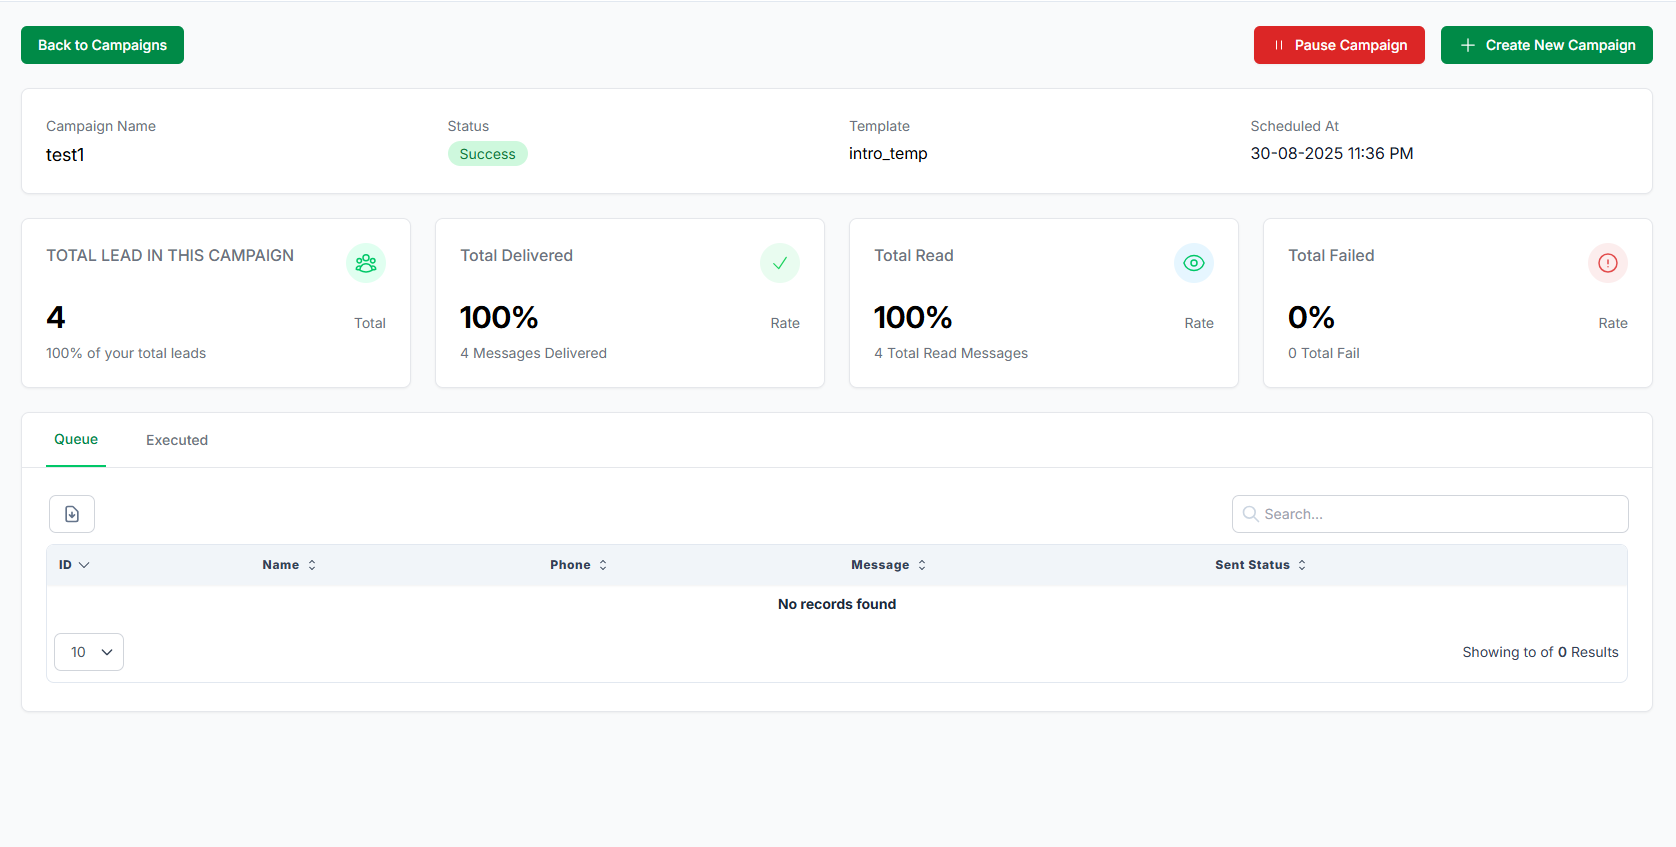 Back to Campaigns
Pause Campaign
Create New Campaign
Campaign Name
test1
Status
Success
Template
intro_temp
Scheduled At
30-08-2025 11:36 PM
TOTAL LEAD IN THIS CAMPAIGN
4
Total
100% of your total leads
Total Delivered
100%
Rate
4 Messages Delivered
Total Read
100%
Rate
4 Total Read Messages
Total Failed
0%
Rate
0 Total Fail
Queue
Executed
Search...
ID
Name
Phone
Message
Sent Status
No records found
10
Showing to of 0 Results